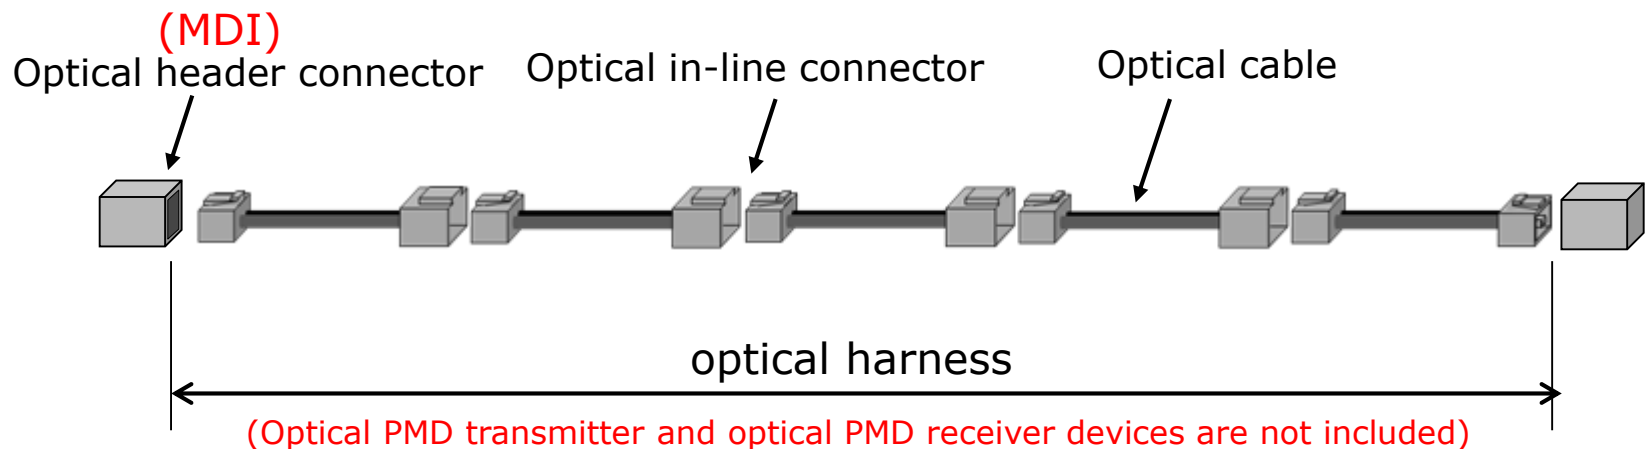 (MDI)
Optical header connector
Optical in-line connector
Optical cable
optical harness
(Optical PMD transmitter and optical PMD receiver devices are not included)